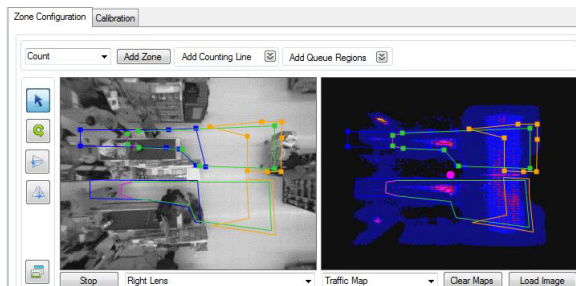 Zone Configuration Calibration
Count Add Zone Add Counting Line Add Queue Regions
Stop Right Lens Traffic Map Clear Maps Load Image